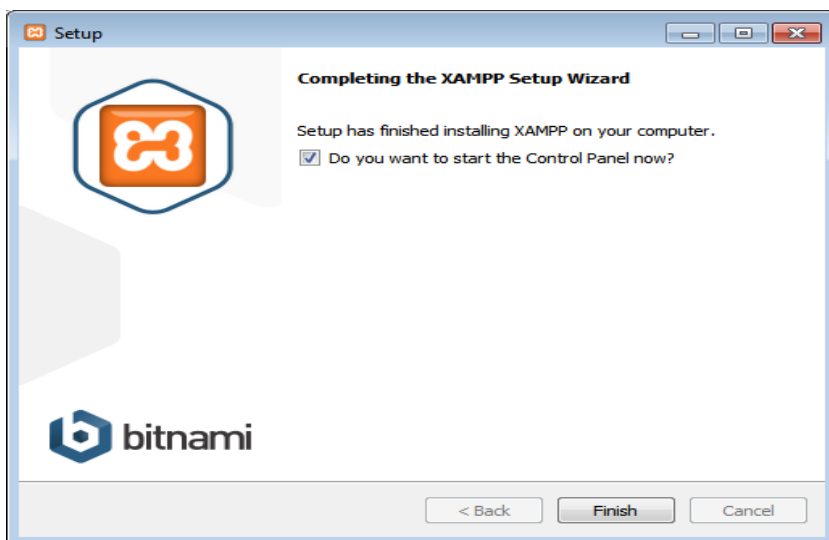 Setup
Completing the XAMPP Setup Wizard
Setup has finished installing XAMPP on your computer.
Do you want to start the Control Panel now?
bitnami
< Back
Finish
Cancel